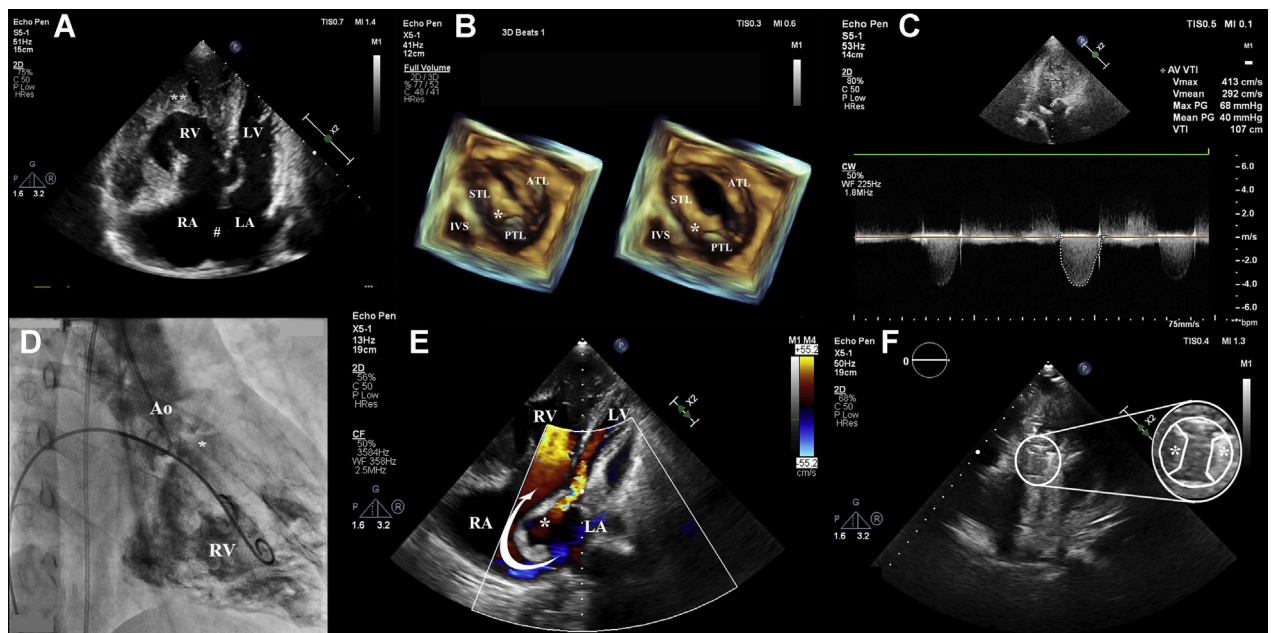 A
Echo Pen
S5-1
51Hz
15cm
2D
75%
C 50
P Low
HRes
TIS0.7 MI 1.4
M1
P
**
RV
LV
RA
LA
#
X2
G
P R
1.6 3.2
B
Echo Pen
X5-1
41Hz
12cm
Full Volume
2D / 3D
% 77 / 52
C 48 / 41
HRes
3D Beats 1
TIS0.3 MI 0.6
M1
ATL
STL
*
PTL
IVS
ATL
STL
*
PTL
IVS
C
Echo Pen
S5-1
53Hz
14cm
2D
80%
C 50
P Low
HRes
TIS0.5 MI 0.1
M1
P
X2
AV VTI
Vmax 413 cm/s
Vmean 292 cm/s
Max PG 68 mmHg
Mean PG 40 mmHg
VTI 107 cm
CW
50%
WF 225Hz
1.8MHz
6.0
4.0
2.0
m/s
-2.0
-4.0
-6.0
75mm/s
bpm
D
Ao
*
RV
E
Echo Pen
X5-1
13Hz
19cm
2D
56%
C 50
P Low
HRes
CF
50%
3584Hz
WF 358Hz
2.5MHz
P
X2
M1 M4
+55.2
-55.2
cm/s
RV
LV
RA
*
LA
G
P R
1.6 3.2
F
Echo Pen
X5-1
50Hz
19cm
2D
68%
C 50
P Low
HRes
0
TIS0.4 MI 1.3
M1
P
X2
*
*
G
P R
1.6 3.2